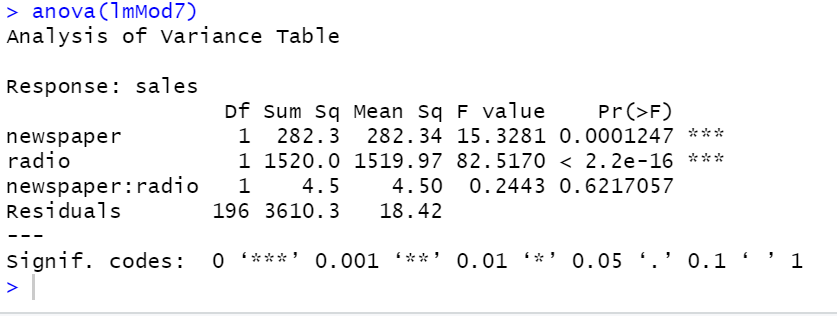 > anova(lmMod7)
Analysis of Variance Table

Response: sales
                 Df Sum Sq Mean Sq F value    Pr(>F)
newspaper         1  282.3  282.34 15.3281 0.0001247 ***
radio             1 1520.0 1519.97 82.5170 < 2.2e-16 ***
newspaper:radio   1    4.5    4.50  0.2443 0.6217057
Residuals       196 3610.3   18.42
---
Signif. codes:  0 ‘***’ 0.001 ‘**’ 0.01 ‘*’ 0.05 ‘.’ 0.1 ‘ ’ 1
>